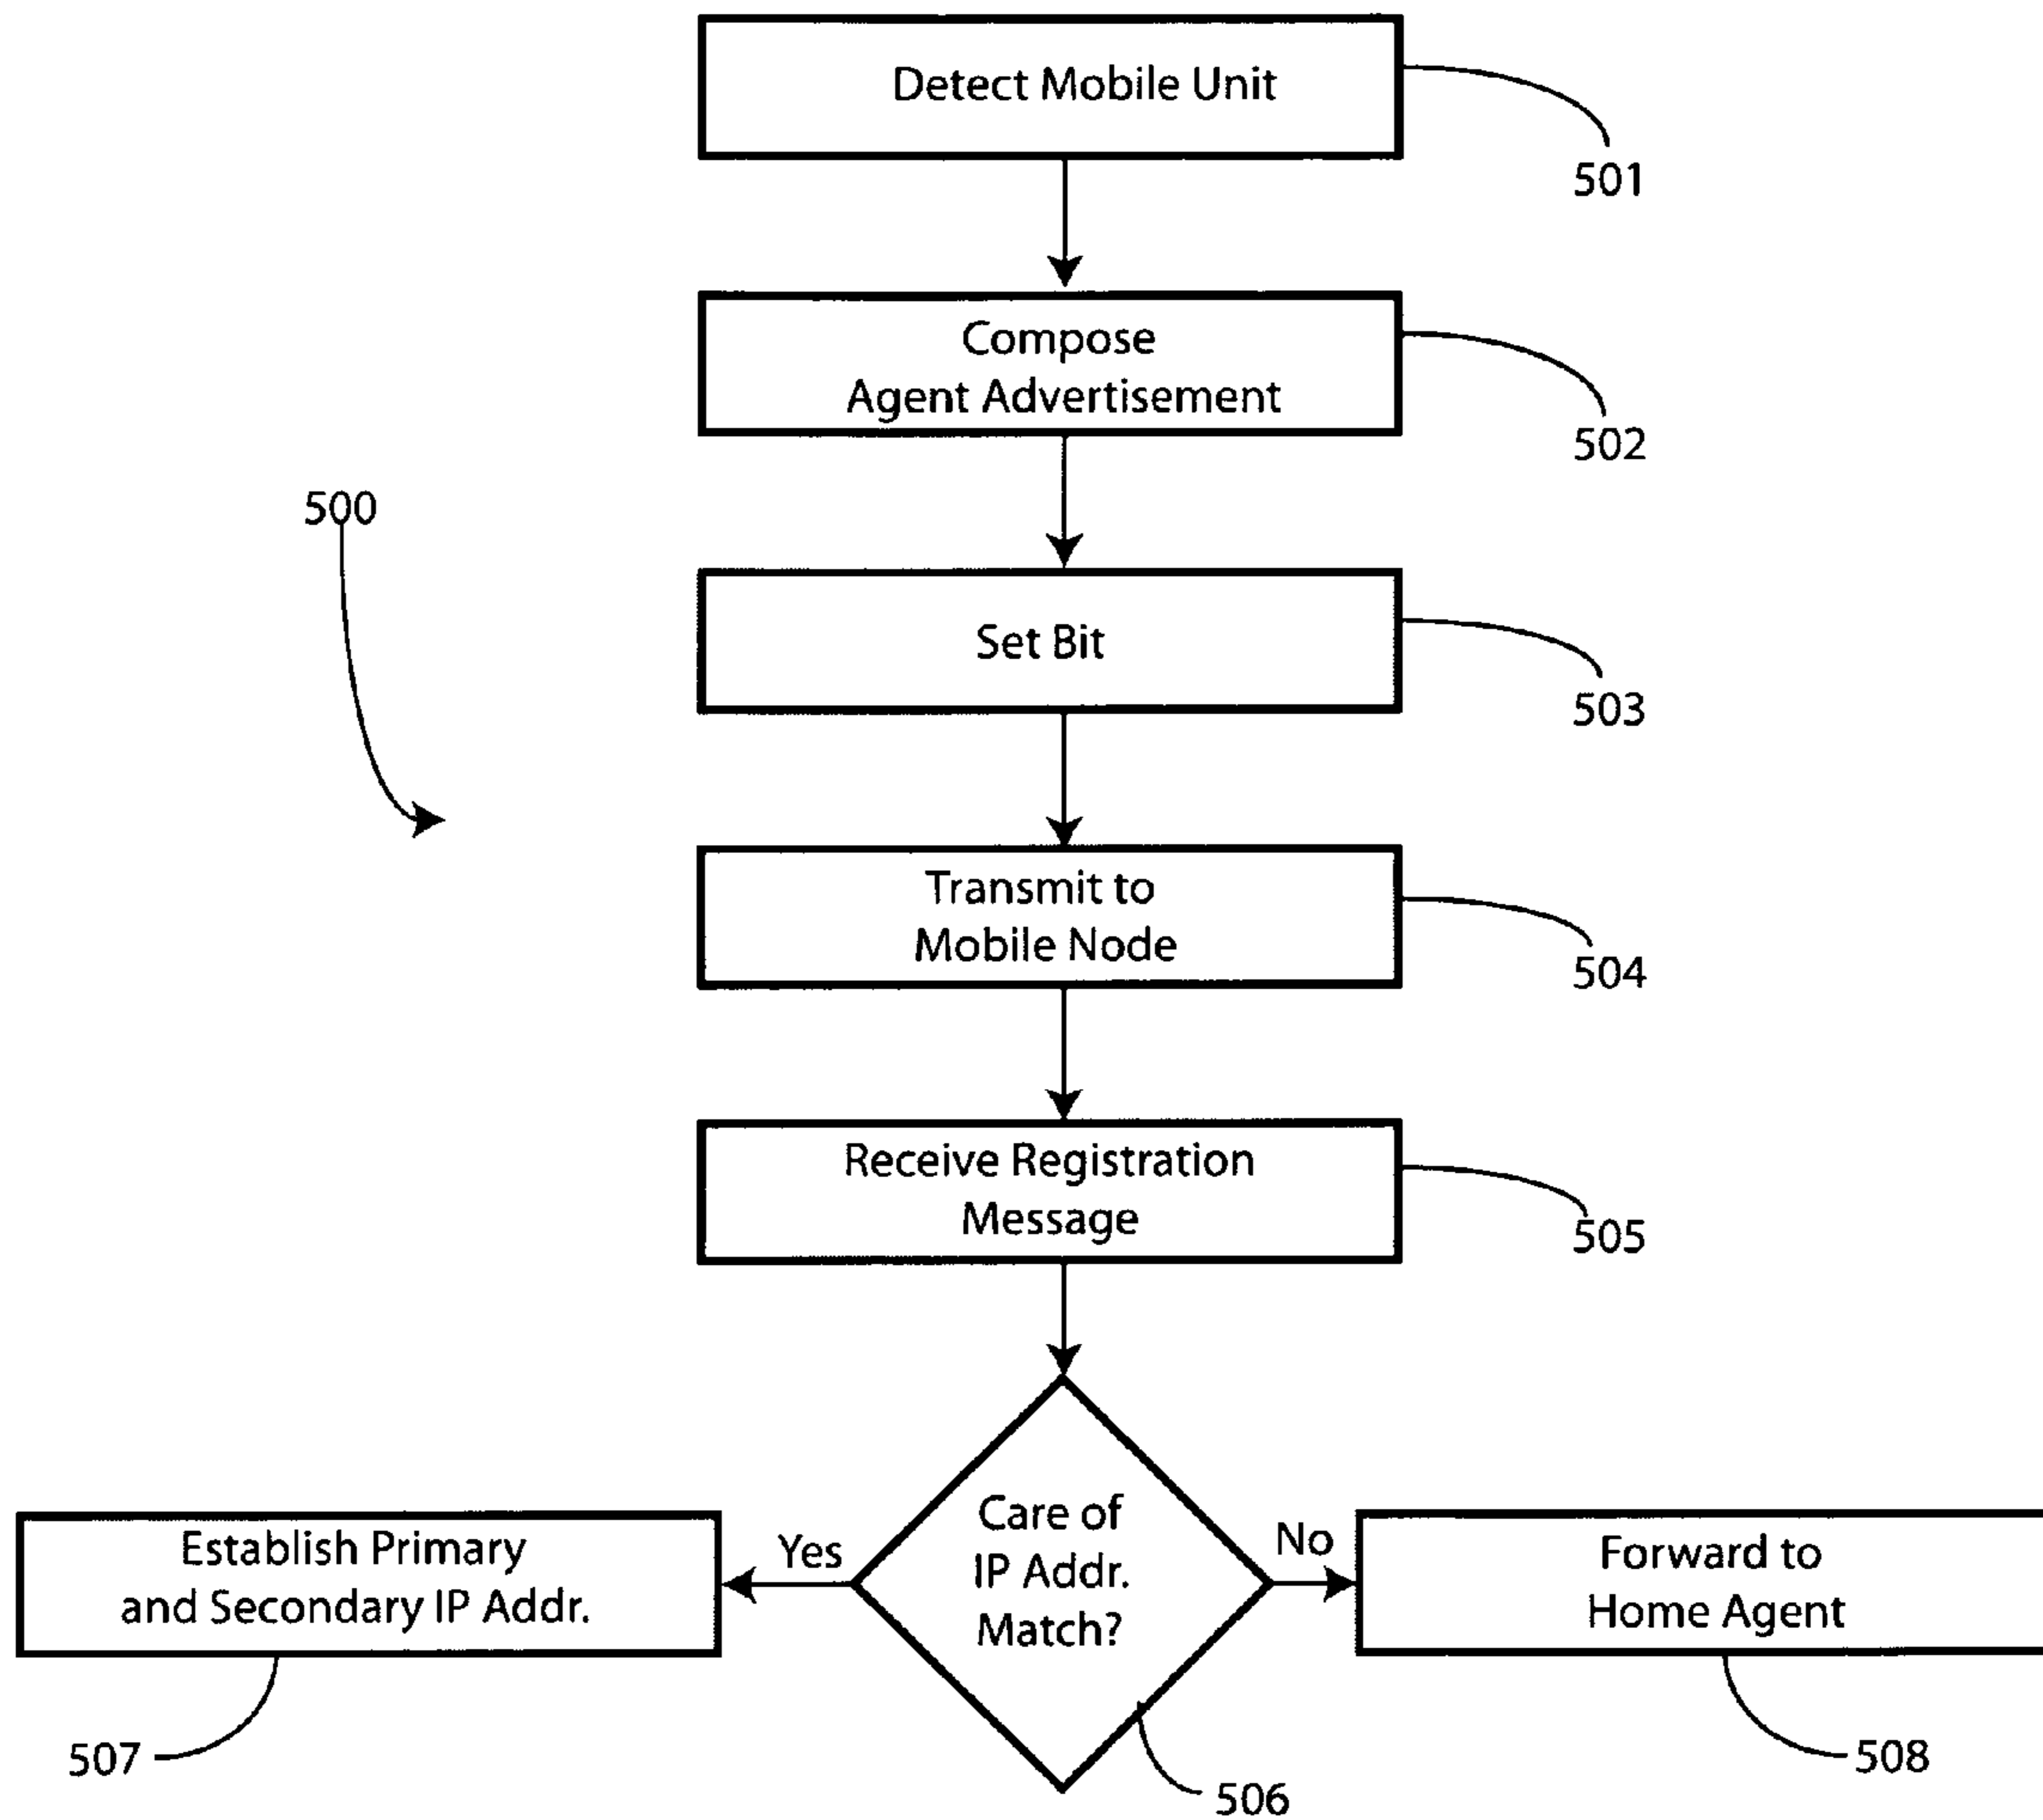 Detect Mobile Unit
501
Compose
Agent Advertisement
502
500
Set Bit
503
Transmit to
Mobile Node
504
Receive Registration
Message
505
Care of
IP Addr.
Match?
Yes
No
Establish Primary
and Secondary IP Addr.
Forward to
Home Agent
507
506
508